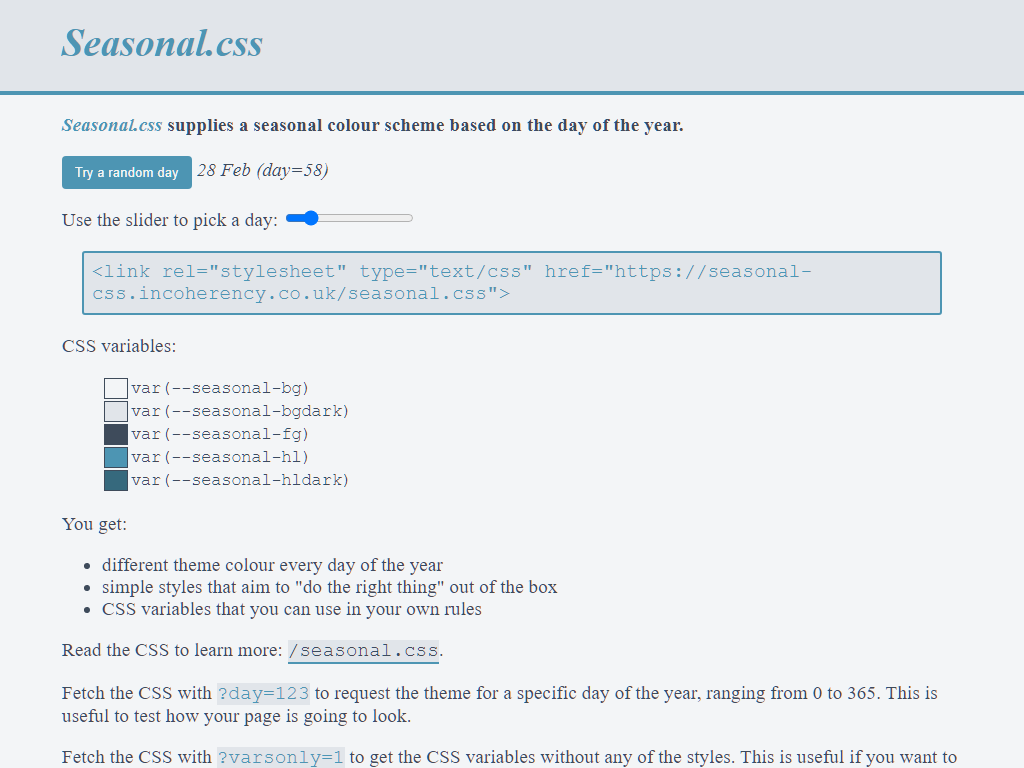 Seasonal.css
Seasonal.css supplies a seasonal colour scheme based on the day of the year.
Try a random day 28 Feb (day=58)
Use the slider to pick a day:
<link rel="stylesheet" type="text/css" href="https://seasonal-
css.incoherency.co.uk/seasonal.css">
CSS variables:
var(--seasonal-bg)
var(--seasonal-bgdark)
var(--seasonal-fg)
var(--seasonal-hl)
var(--seasonal-hldark)
You get:
• different theme colour every day of the year
• simple styles that aim to "do the right thing" out of the box
• CSS variables that you can use in your own rules
Read the CSS to learn more: /seasonal.css.
Fetch the CSS with ?day=123 to request the theme for a specific day of the year, ranging from 0 to 365. This is
useful to test how your page is going to look.
Fetch the CSS with ?varsonly=1 to get the CSS variables without any of the styles. This is useful if you want to